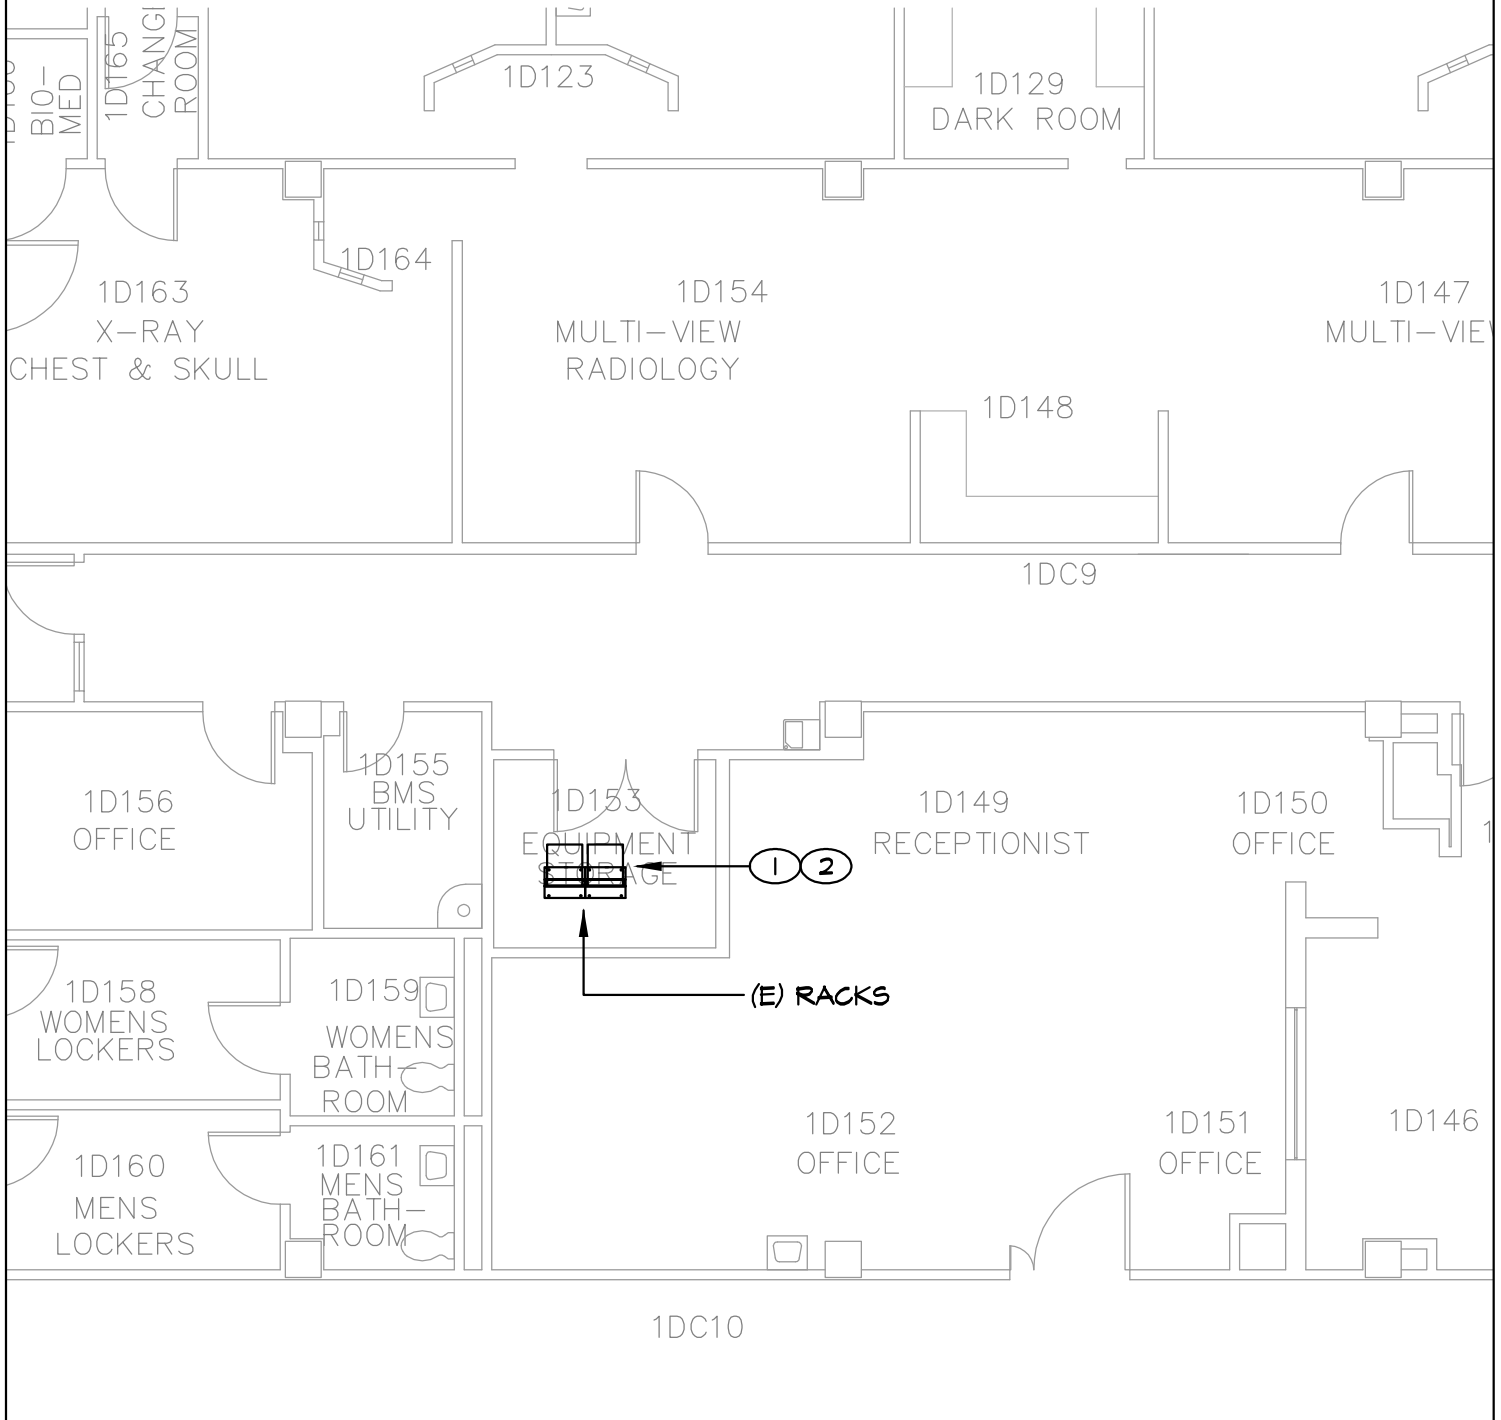 BIO-
MED
1D165
CHANGI
ROOM
1D123
1D129
DARK ROOM
1D164
1D163
X-RAY
CHEST & SKULL
1D154
MULTI-VIEW
RADIOLOGY
1D147
MULTI-VIEW
1D148
1DC9
1D155
BMS
UTILITY
1D156
OFFICE
1D153
EQUIPMENT
STORAGE
1 2
1D149
RECEPTIONIST
1D150
OFFICE
(E) RACKS
1D158
WOMENS
LOCKERS
1D159
WOMENS
BATH-
ROOM
1D152
OFFICE
1D151
OFFICE
1D146
1D160
MENS
LOCKERS
1D161
MENS
BATH-
ROOM
1DC10